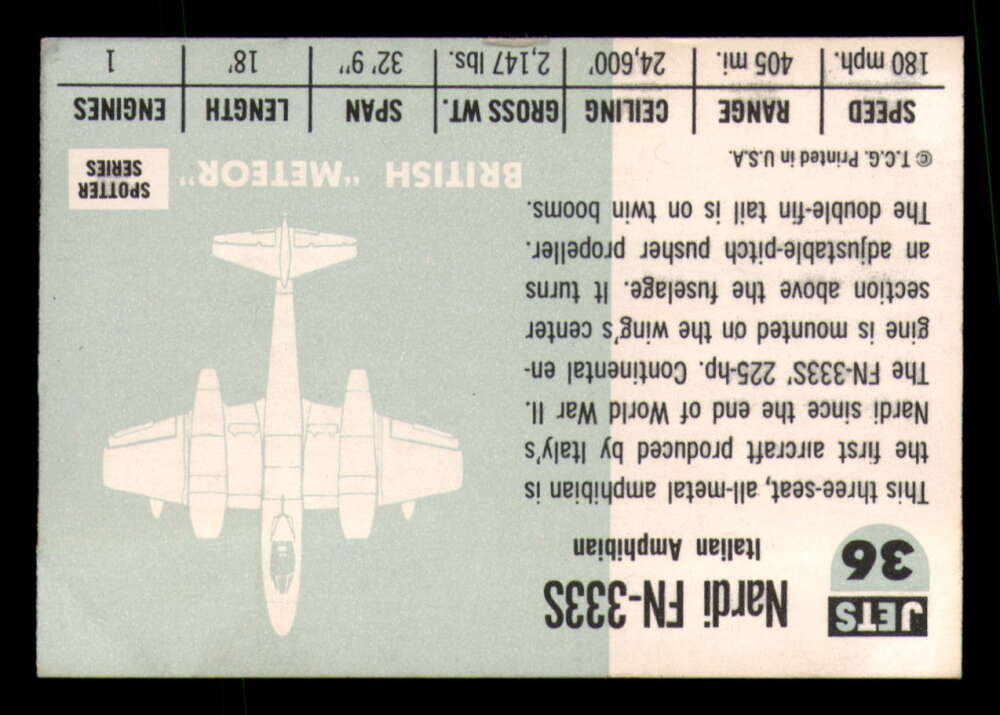 JETS
36
Nardi FN-333S
Italian Amphibian
This three-seat, all-metal amphibian is
the first aircraft produced by Italy's
Nardi since the end of World War II.
The FN-333S' 225-hp. Continental en-
gine is mounted on the wing's center
section above the fuselage. It turns
an adjustable-pitch pusher propeller.
The double-fin tail is on twin booms.
© T.C.G. Printed in U.S.A.
BRITISH "METEOR"
SPOTTER
SERIES
SPEED RANGE CEILING GROSS WT. SPAN LENGTH ENGINES
180 mph. 405 mi. 24,600' 2,147 lbs. 32' 9" 18' 1